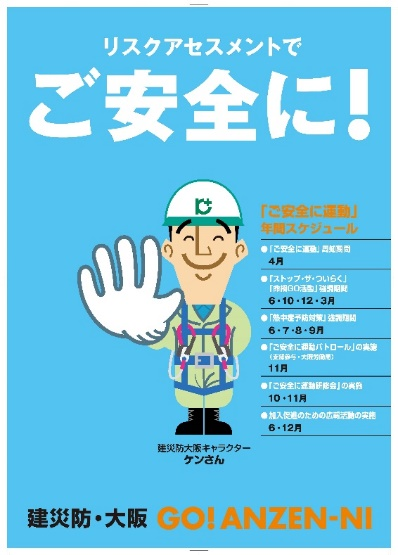 リスクアセスメントで
ご安全に!
「ご安全に運動」
年間スケジュール
●「ご安全に運動」周知期間
4月
●「ストップ・ザ・ついらく」
強調期間
6・10・12・3月
●「熱中症予防対策」強調期間
6・7・8・9月
●「ご安全に運動パトロール」の実施
11月
●「ご安全に運動研修会」の実施
10・11月
●加入促進のための広報活動の実施
6・12月
建災防大阪キャラクター
ケンさん
建災防・大阪 GO! ANZEN-NI